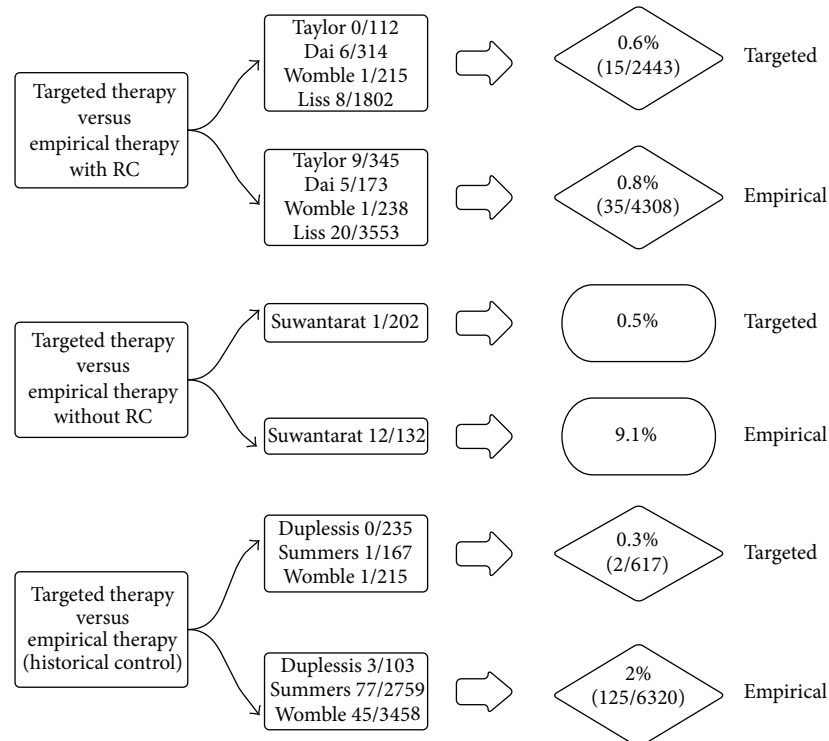 Targeted therapy
versus
empirical therapy
with RC
Taylor 0/112
Dai 6/314
Womble 1/215
Liss 8/1802
0.6%
(15/2443)
Targeted
Taylor 9/345
Dai 5/173
Womble 1/238
Liss 20/3553
0.8%
(35/4308)
Empirical
Targeted therapy
versus
empirical therapy
without RC
Suwantarat 1/202
0.5%
Targeted
Suwantarat 12/132
9.1%
Empirical
Targeted therapy
versus
empirical therapy
(historical control)
Duplessis 0/235
Summers 1/167
Womble 1/215
0.3%
(2/617)
Targeted
Duplessis 3/103
Summers 77/2759
Womble 45/3458
2%
(125/6320)
Empirical